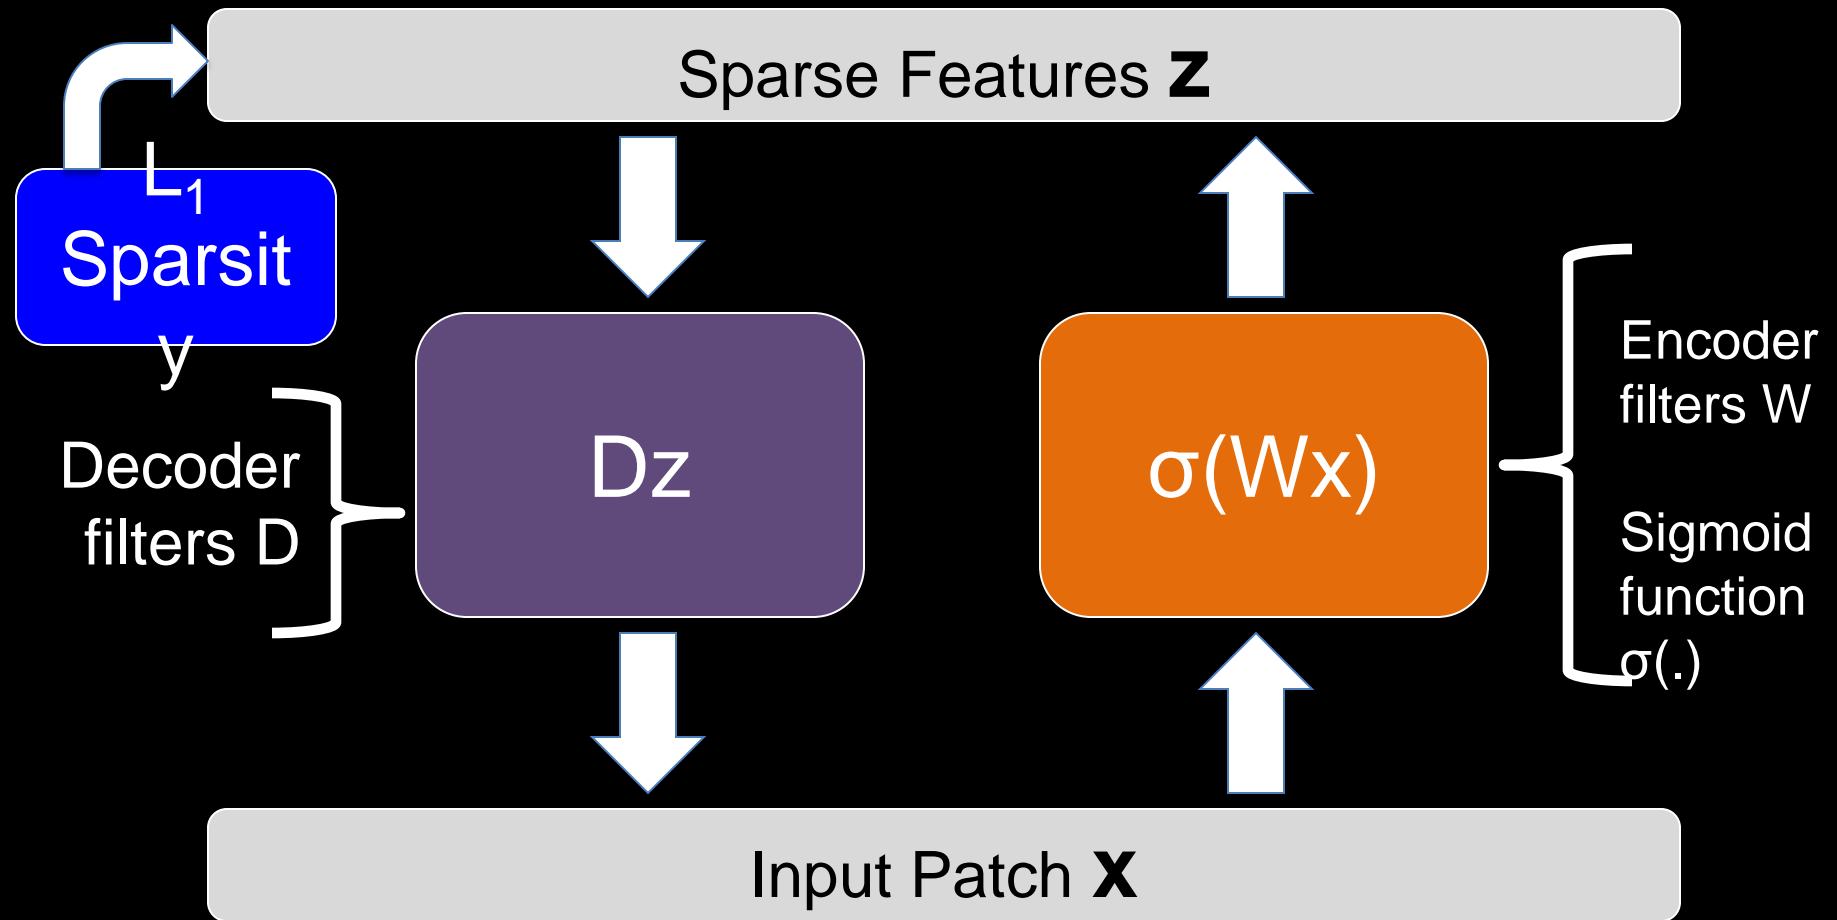 Sparse Features z
L₁
Sparsit
y
Decoder
filters D
Dz
σ(Wx)
Encoder
filters W
Sigmoid
function
σ(.)
Input Patch x